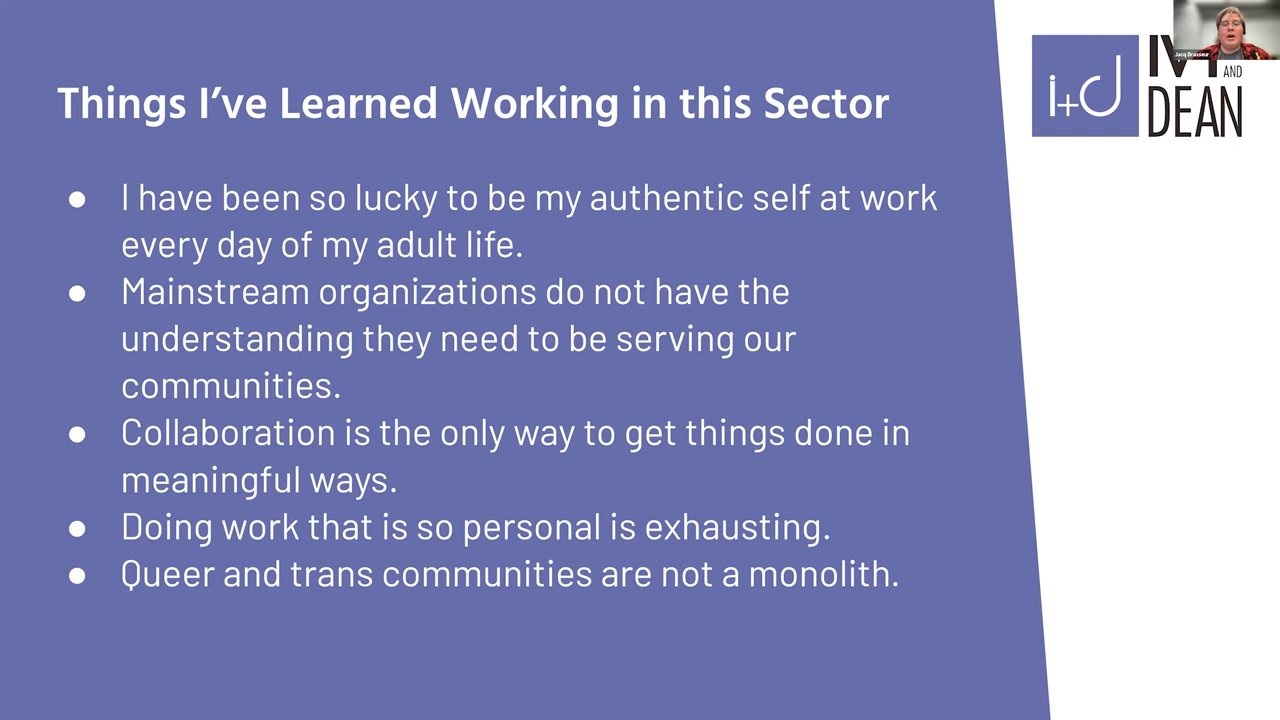 Things I've Learned Working in this Sector
● I have been so lucky to be my authentic self at work
every day of my adult life.
● Mainstream organizations do not have the
understanding they need to be serving our
communities.
● Collaboration is the only way to get things done in
meaningful ways.
● Doing work that is so personal is exhausting.
● Queer and trans communities are not a monolith.
i+d
AND
DEAN
Jacq Brasseur